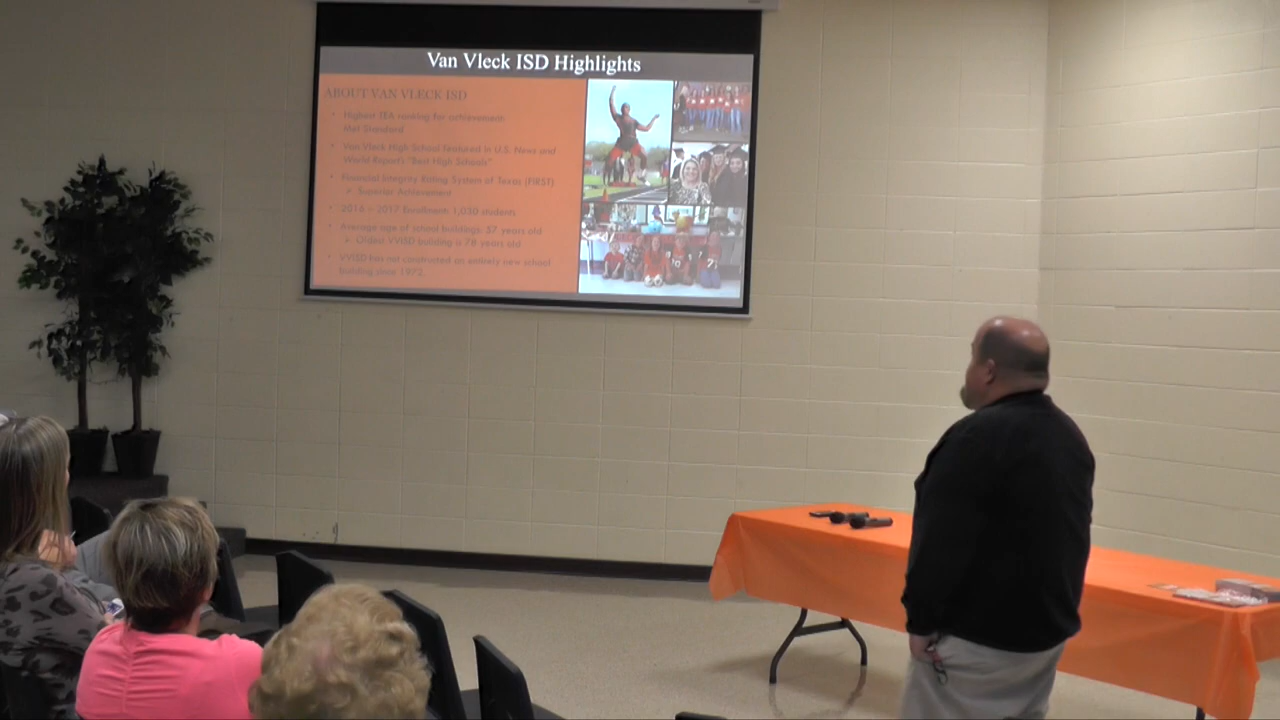 Van Vleck ISD Highlights
ABOUT VAN VLECK ISD
• Highest TEA ranking for achievement:
Met Standard
• Van Vleck High School featured in U.S. News and
World Report's "Best High Schools"
• Financial Integrity Rating System of Texas (FIRST)
➢ Superior Achievement
• 2016 – 2017 Enrollment: 1,030 students
• Average age of school buildings: 57 years old
➢ Oldest VVISD building is 78 years old
• VVISD has not constructed an entirely new school
building since 1972.